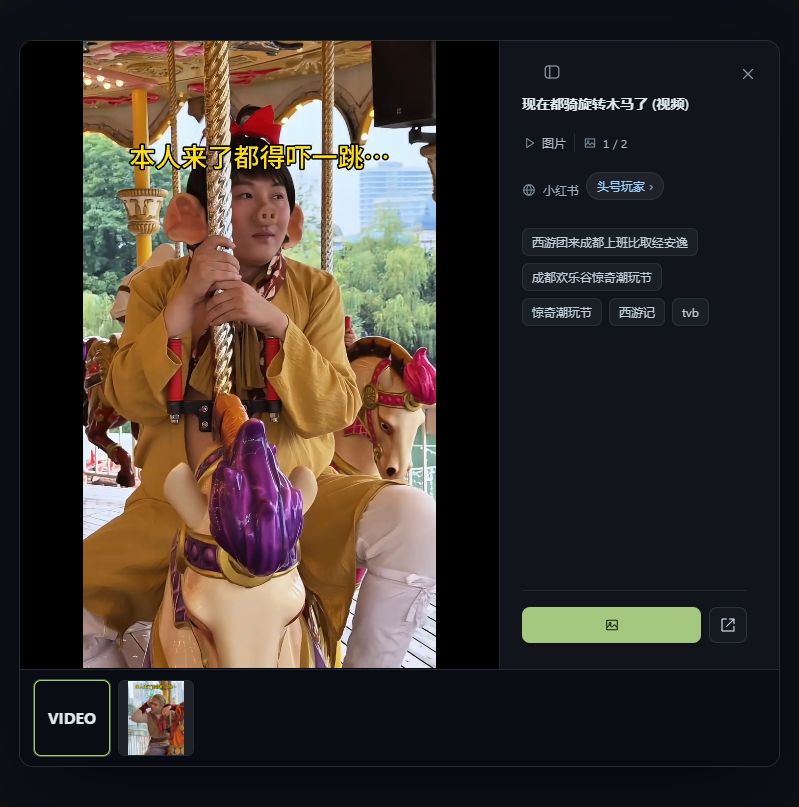 本人来了都得吓一跳…
现在都骑旋转木马了 (视频)
图片
1 / 2
小红书
头号玩家 ›
西游团来成都上班比取经安逸
成都欢乐谷惊奇潮玩节
惊奇潮玩节
西游记
tvb
VIDEO